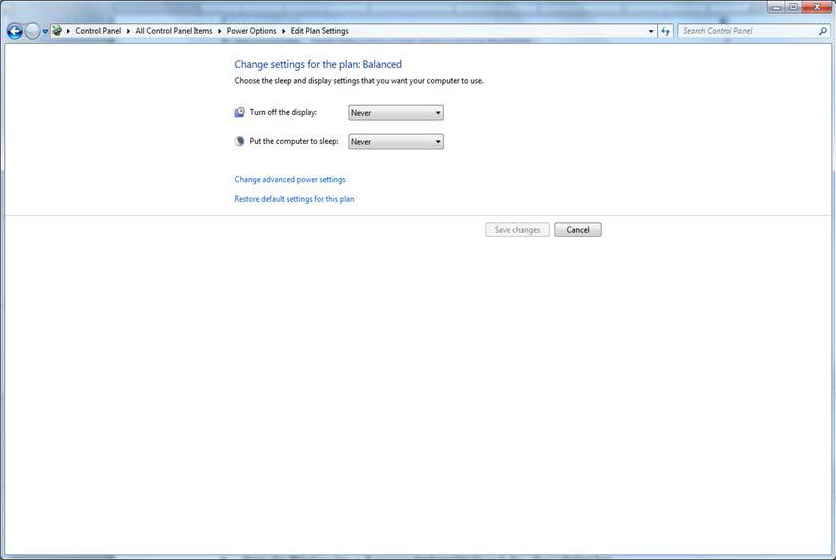 Control Panel All Control Panel Items Power Options Edit Plan Settings Search Control Panel
Change settings for the plan: Balanced
Choose the sleep and display settings that you want your computer to use.
Turn off the display: Never
Put the computer to sleep: Never
Change advanced power settings
Restore default settings for this plan
Save changes Cancel